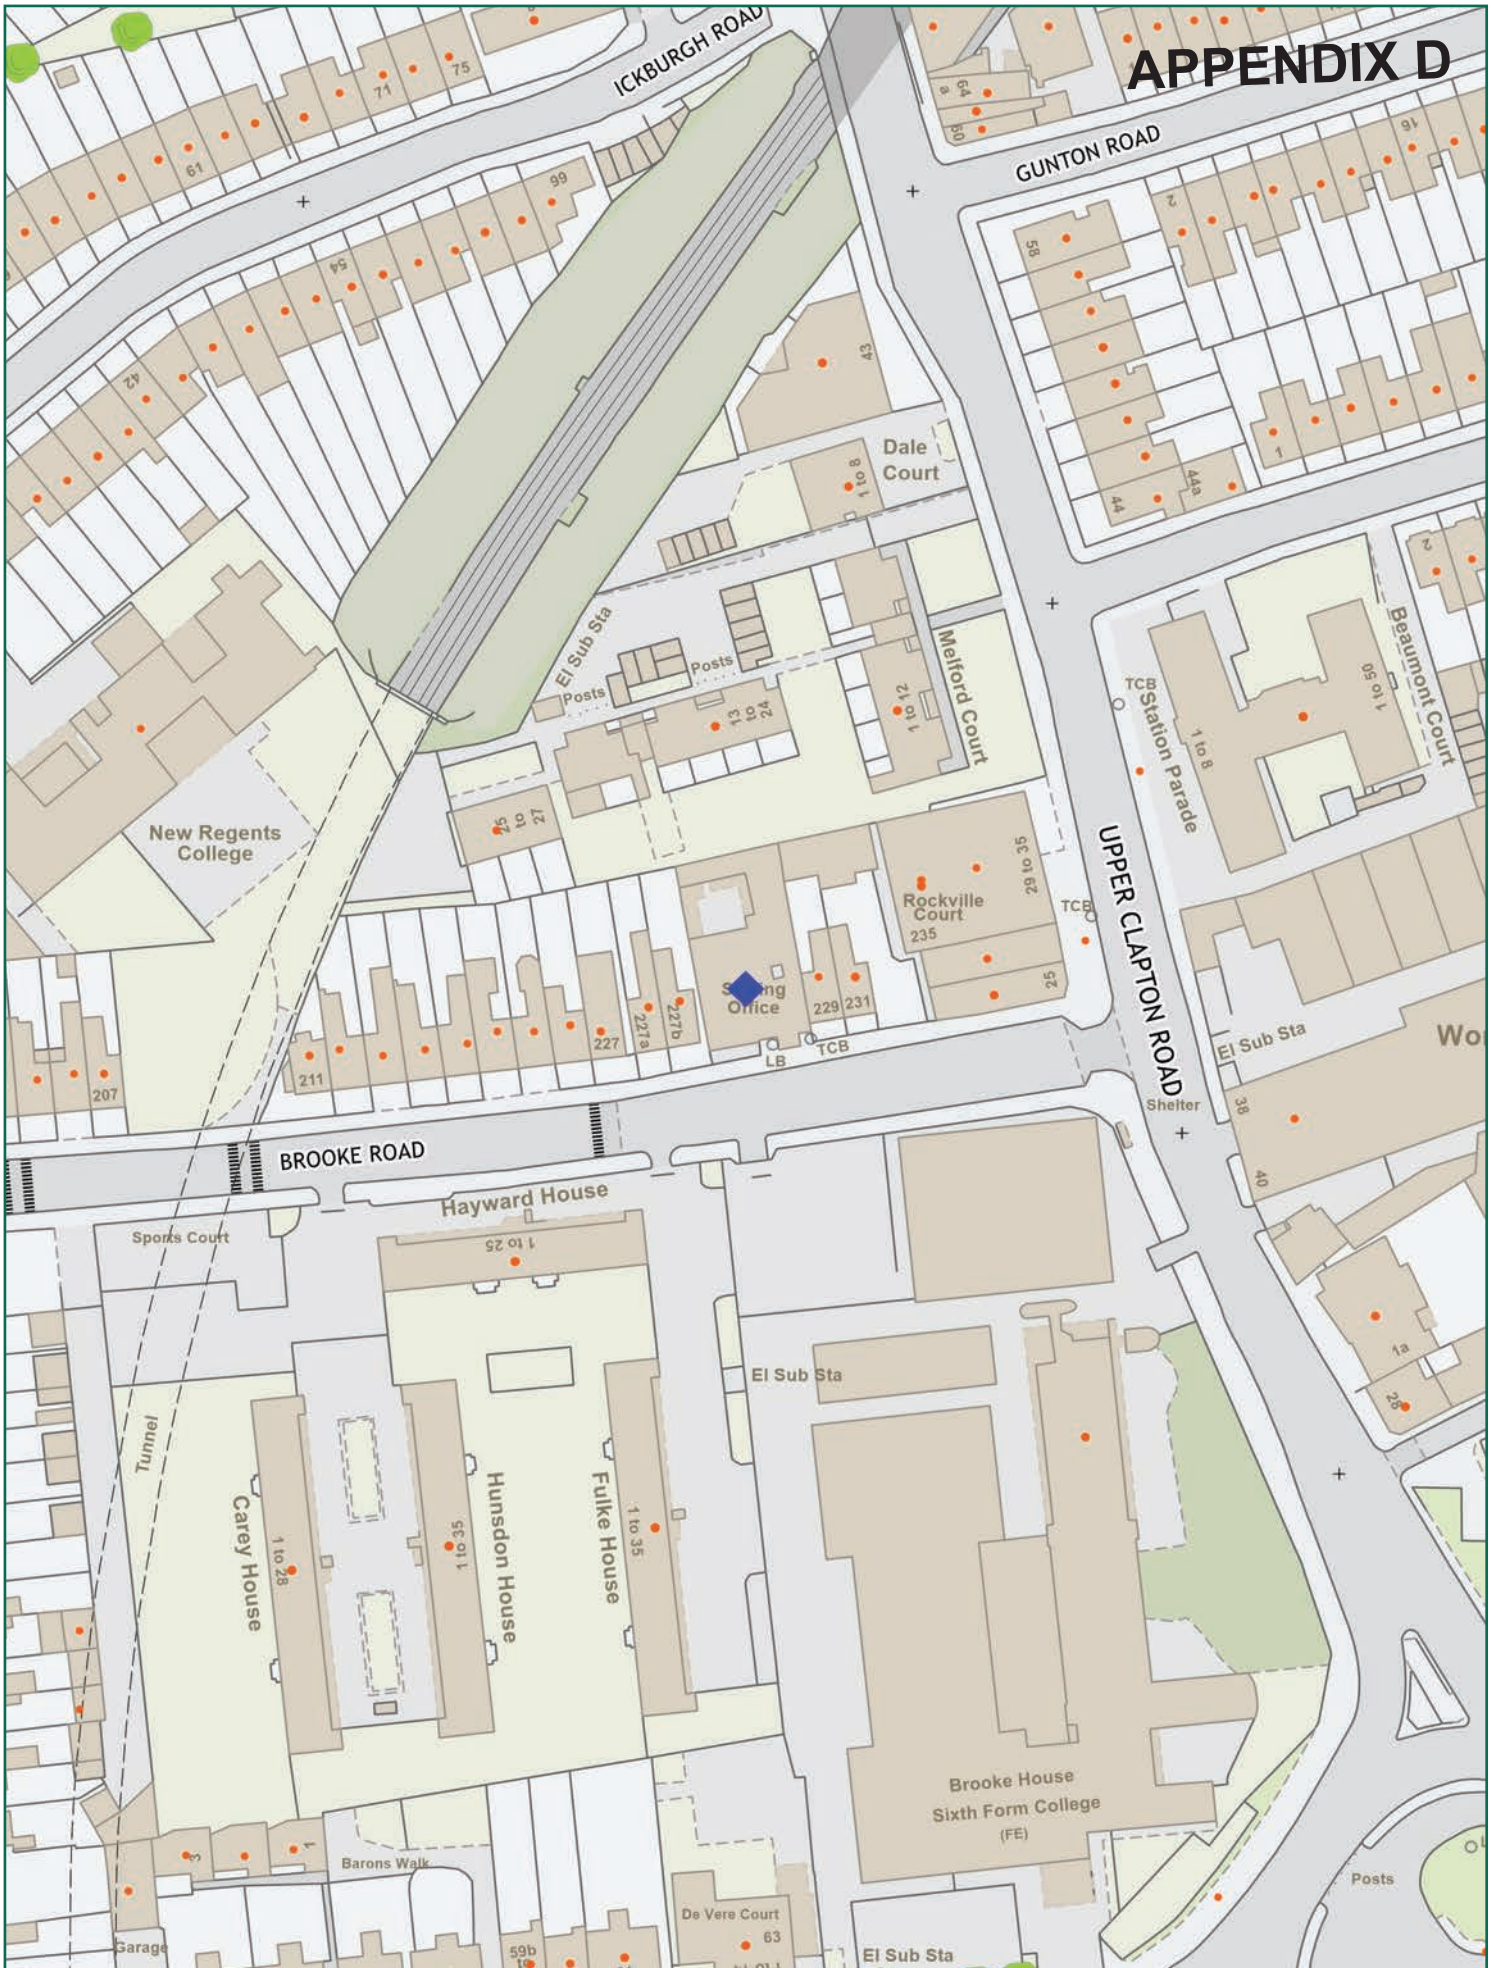 APPENDIX D
ICKBURGH ROAD
75
71
61
64
a
60
GUNTON ROAD
16
2
66
58
54
43
42
Dale
Court
1 to 8
1
44a
44
2
El Sub Sta
Posts
Posts
Melford Court
1 to 12
13
to
24
TCB
Station Parade
1 to 8
1 to 50
Beaumont Court
25
to
27
New Regents
College
UPPER CLAPTON ROAD
29 to 35
Rockville
Court
235
TCB
25
Office
229
231
227a
227b
227
211
207
LB
TCB
El Sub Sta
38
Shelter
40
BROOKE ROAD
Hayward House
1 to 25
Sports Court
1a
28
El Sub Sta
Tunnel
Carey House
1 to 28
1 to 35
Hunsdon House
Fulke House
1 to 35
Brooke House
Sixth Form College
(FE)
3
1
Barons Walk
Posts
De Vere Court
63
Garage
59b
El Sub Sta